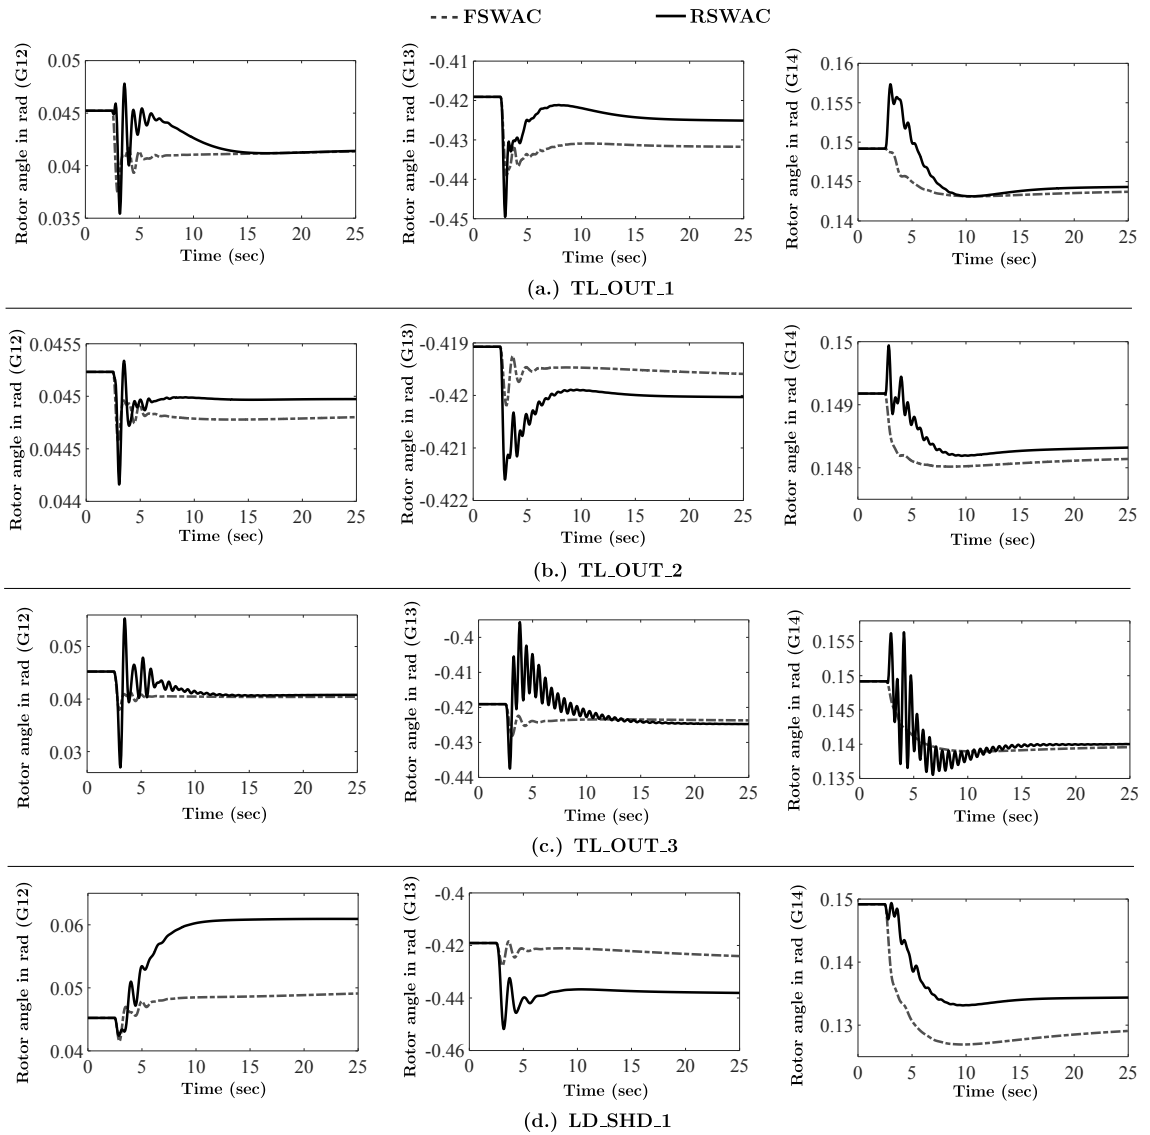 FSWAC RSWAC
Rotor angle in rad (G12)
0.05
0.045
0.04
0.035
0 5 10 15 20 25
Time (sec)
Rotor angle in rad (G13)
-0.41
-0.42
-0.43
-0.44
-0.45
0 5 10 15 20 25
Time (sec)
Rotor angle in rad (G14)
0.16
0.155
0.15
0.145
0.14
0 5 10 15 20 25
Time (sec)
(a.) TL_OUT_1
Rotor angle in rad (G12)
0.0455
0.045
0.0445
0.044
0 5 10 15 20 25
Time (sec)
Rotor angle in rad (G13)
-0.419
-0.42
-0.421
-0.422
0 5 10 15 20 25
Time (sec)
Rotor angle in rad (G14)
0.15
0.149
0.148
0 5 10 15 20 25
Time (sec)
(b.) TL_OUT_2
Rotor angle in rad (G12)
0.05
0.04
0.03
0 5 10 15 20 25
Time (sec)
Rotor angle in rad (G13)
-0.4
-0.41
-0.42
-0.43
-0.44
0 5 10 15 20 25
Time (sec)
Rotor angle in rad (G14)
0.155
0.15
0.145
0.14
0.135
0 5 10 15 20 25
Time (sec)
(c.) TL_OUT_3
Rotor angle in rad (G12)
0.06
0.05
0.04
0 5 10 15 20 25
Time (sec)
Rotor angle in rad (G13)
-0.4
-0.42
-0.44
-0.46
0 5 10 15 20 25
Time (sec)
Rotor angle in rad (G14)
0.15
0.14
0.13
0 5 10 15 20 25
Time (sec)
(d.) LD_SHD_1